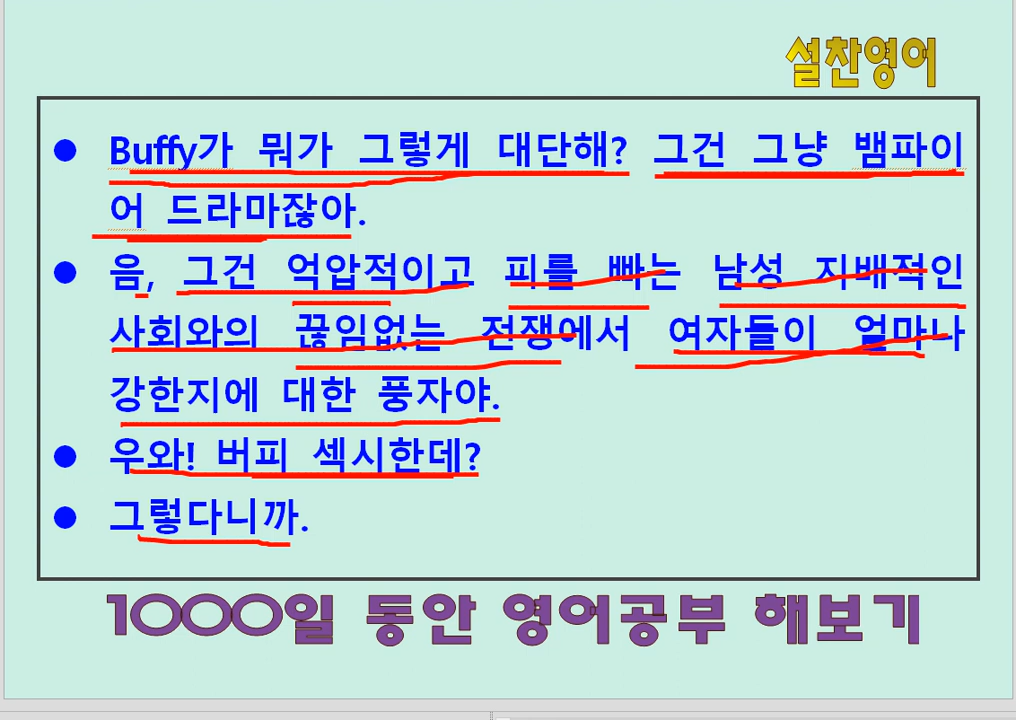 설찬영어
● Buffy가 뭐가 그렇게 대단해? 그건 그냥 뱀파이
어 드라마잖아.
● 음, 그건 억압적이고 피를 빠는 남성 지배적인
사회와의 끊임없는 전쟁에서 여자들이 얼마나
강한지에 대한 풍자야.
● 우와! 버피 섹시한데?
● 그렇다니까.
1000일 동안 영어공부 해보기